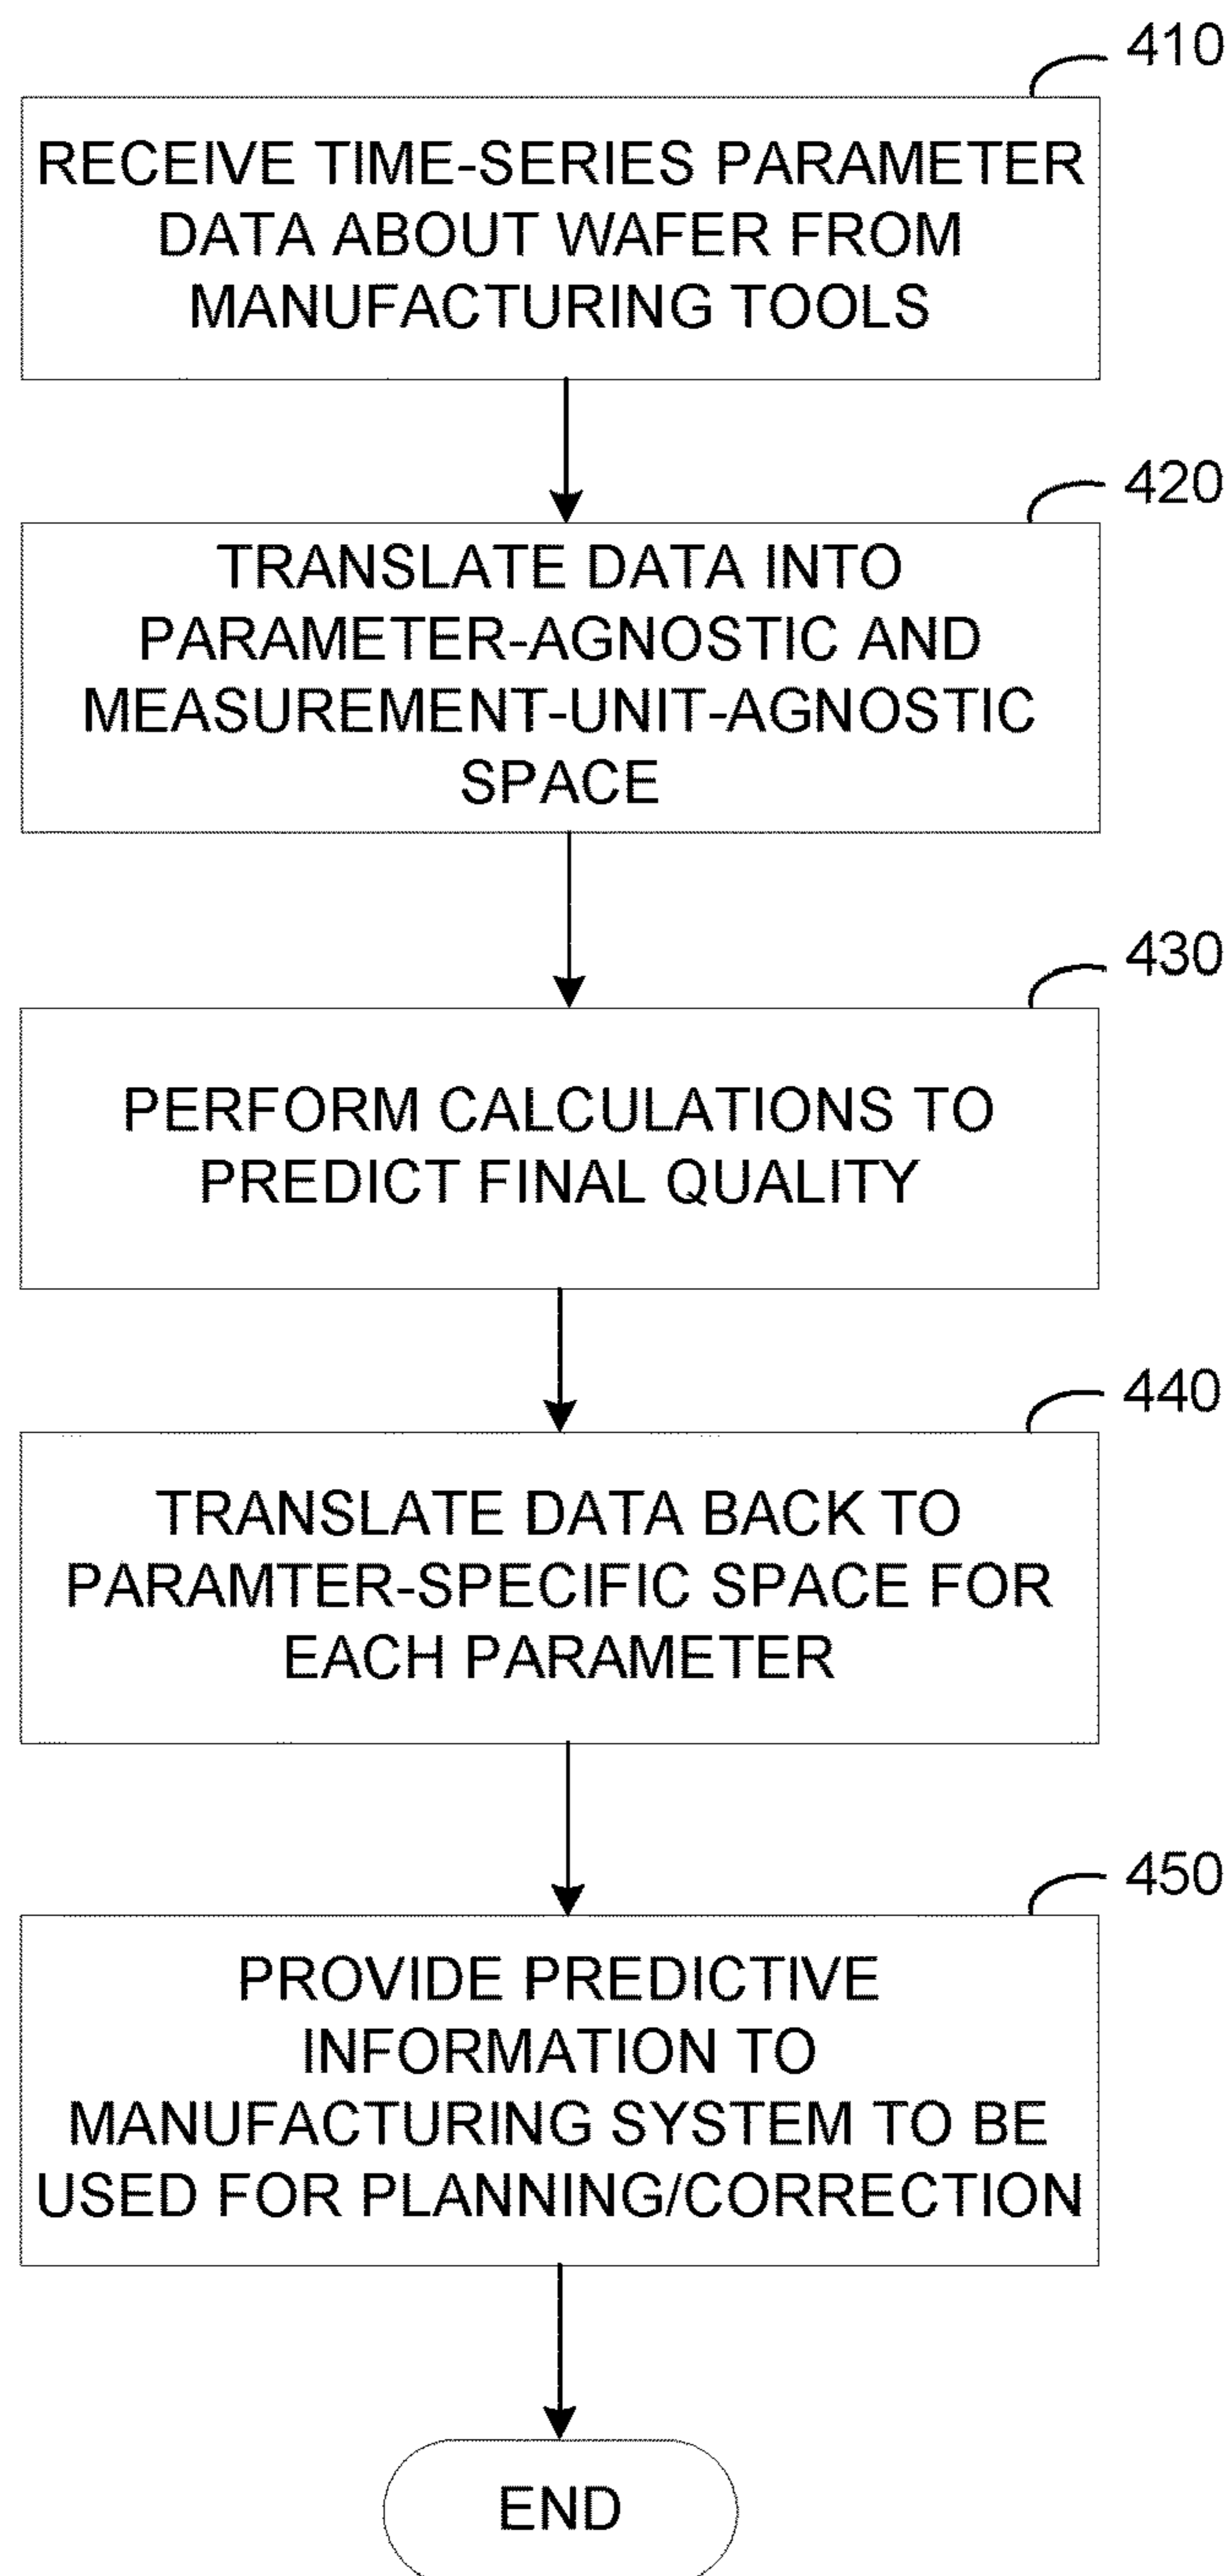 410
RECEIVE TIME-SERIES PARAMETER
DATA ABOUT WAFER FROM
MANUFACTURING TOOLS
420
TRANSLATE DATA INTO
PARAMETER-AGNOSTIC AND
MEASUREMENT-UNIT-AGNOSTIC
SPACE
430
PERFORM CALCULATIONS TO
PREDICT FINAL QUALITY
440
TRANSLATE DATA BACK TO
PARAMTER-SPECIFIC SPACE FOR
EACH PARAMETER
450
PROVIDE PREDICTIVE
INFORMATION TO
MANUFACTURING SYSTEM TO BE
USED FOR PLANNING/CORRECTION
END